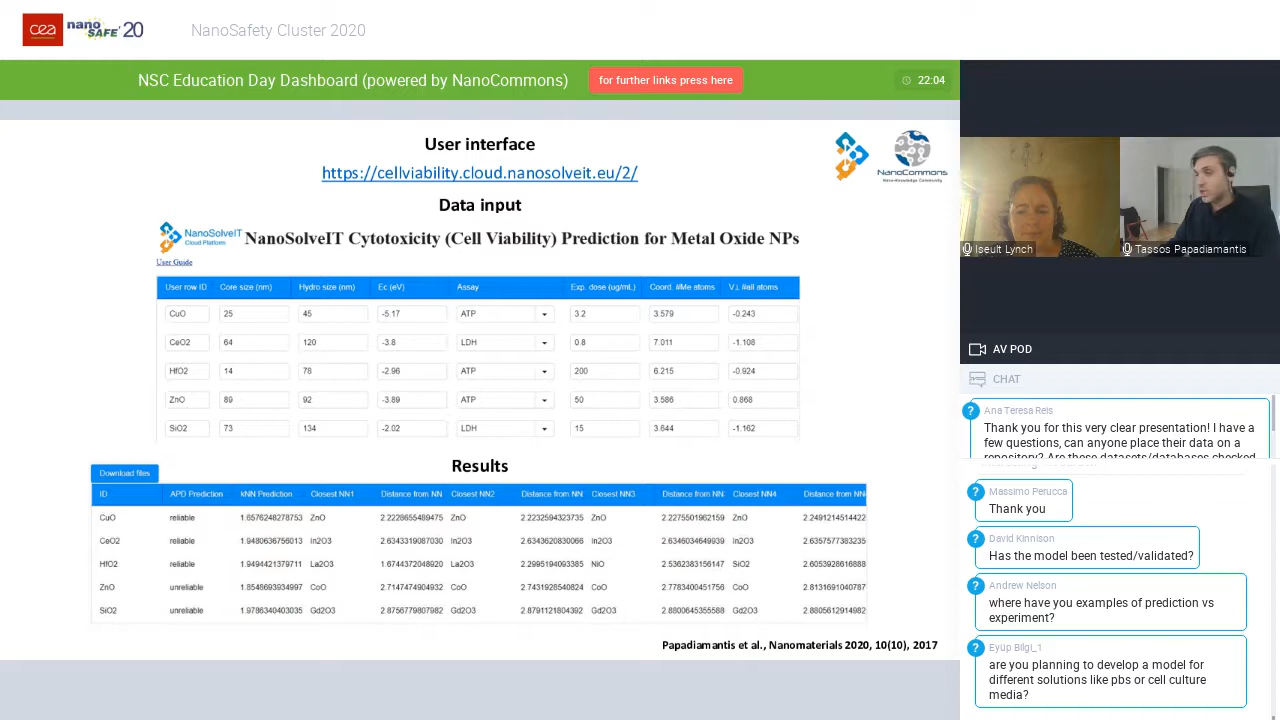 cea nano SAFE' 20 NanoSafety Cluster 2020
NSC Education Day Dashboard (powered by NanoCommons) for further links press here 22:04
User interface
https://cellviability.cloud.nanosolveit.eu/2/
NanoCommons
Nano-Knowledge Community
Data input
NanoSolveIT
Cloud Platform
NanoSolveIT Cytotoxicity (Cell Viability) Prediction for Metal Oxide NPs
User Guide
User row ID Core size (nm) Hydro size (nm) Ec (eV) Assay Exp. dose (ug/mL) Coord. #Me atoms V⊥ #all atoms
CuO 25 45 -5.17 ATP 3.2 3.579 -0.243
CeO2 64 120 -3.8 LDH 0.8 7.011 -1.108
HfO2 14 78 -2.96 ATP 200 6.215 -0.924
ZnO 89 92 -3.89 ATP 50 3.586 0.868
SiO2 73 134 -2.02 LDH 15 3.644 -1.162
Results
Download files
ID APD Prediction kNN Prediction Closest NN1 Distance from NN Closest NN2 Distance from NN Closest NN3 Distance from NN Closest NN4 Distance from NN
CuO reliable 1.6576248278753 ZnO 2.2228655489475 ZnO 2.2232594323735 ZnO 2.2275501962159 ZnO 2.2491214514422
CeO2 reliable 1.9480636756013 In2O3 2.6343319087030 In2O3 2.6343620830066 In2O3 2.6346034649939 In2O3 2.6357577383235
HfO2 reliable 1.9494421379711 La2O3 1.6744372048920 La2O3 2.2995194093385 NiO 2.5362383156147 SiO2 2.6053928616888
ZnO unreliable 1.8548693934997 CoO 2.7147474904932 CoO 2.7431928540824 CoO 2.7783400451756 CoO 2.8131691040787
SiO2 unreliable 1.9786340403035 Gd2O3 2.8756779807982 Gd2O3 2.8791121804392 Gd2O3 2.8800645355588 Gd2O3 2.8805612914982
Papadiamantis et al., Nanomaterials 2020, 10(10), 2017
Iseult Lynch
Tassos Papadiamantis
AV POD
CHAT
Ana Teresa Reis
Thank you for this very clear presentation! I have a
few questions, can anyone place their data on a
repository? Are these datasets/databases checked
Massimo Perucca
Thank you
David Kinnison
Has the model been tested/validated?
Andrew Nelson
where have you examples of prediction vs
experiment?
Eyüp Bilgi_1
are you planning to develop a model for
different solutions like pbs or cell culture
media?